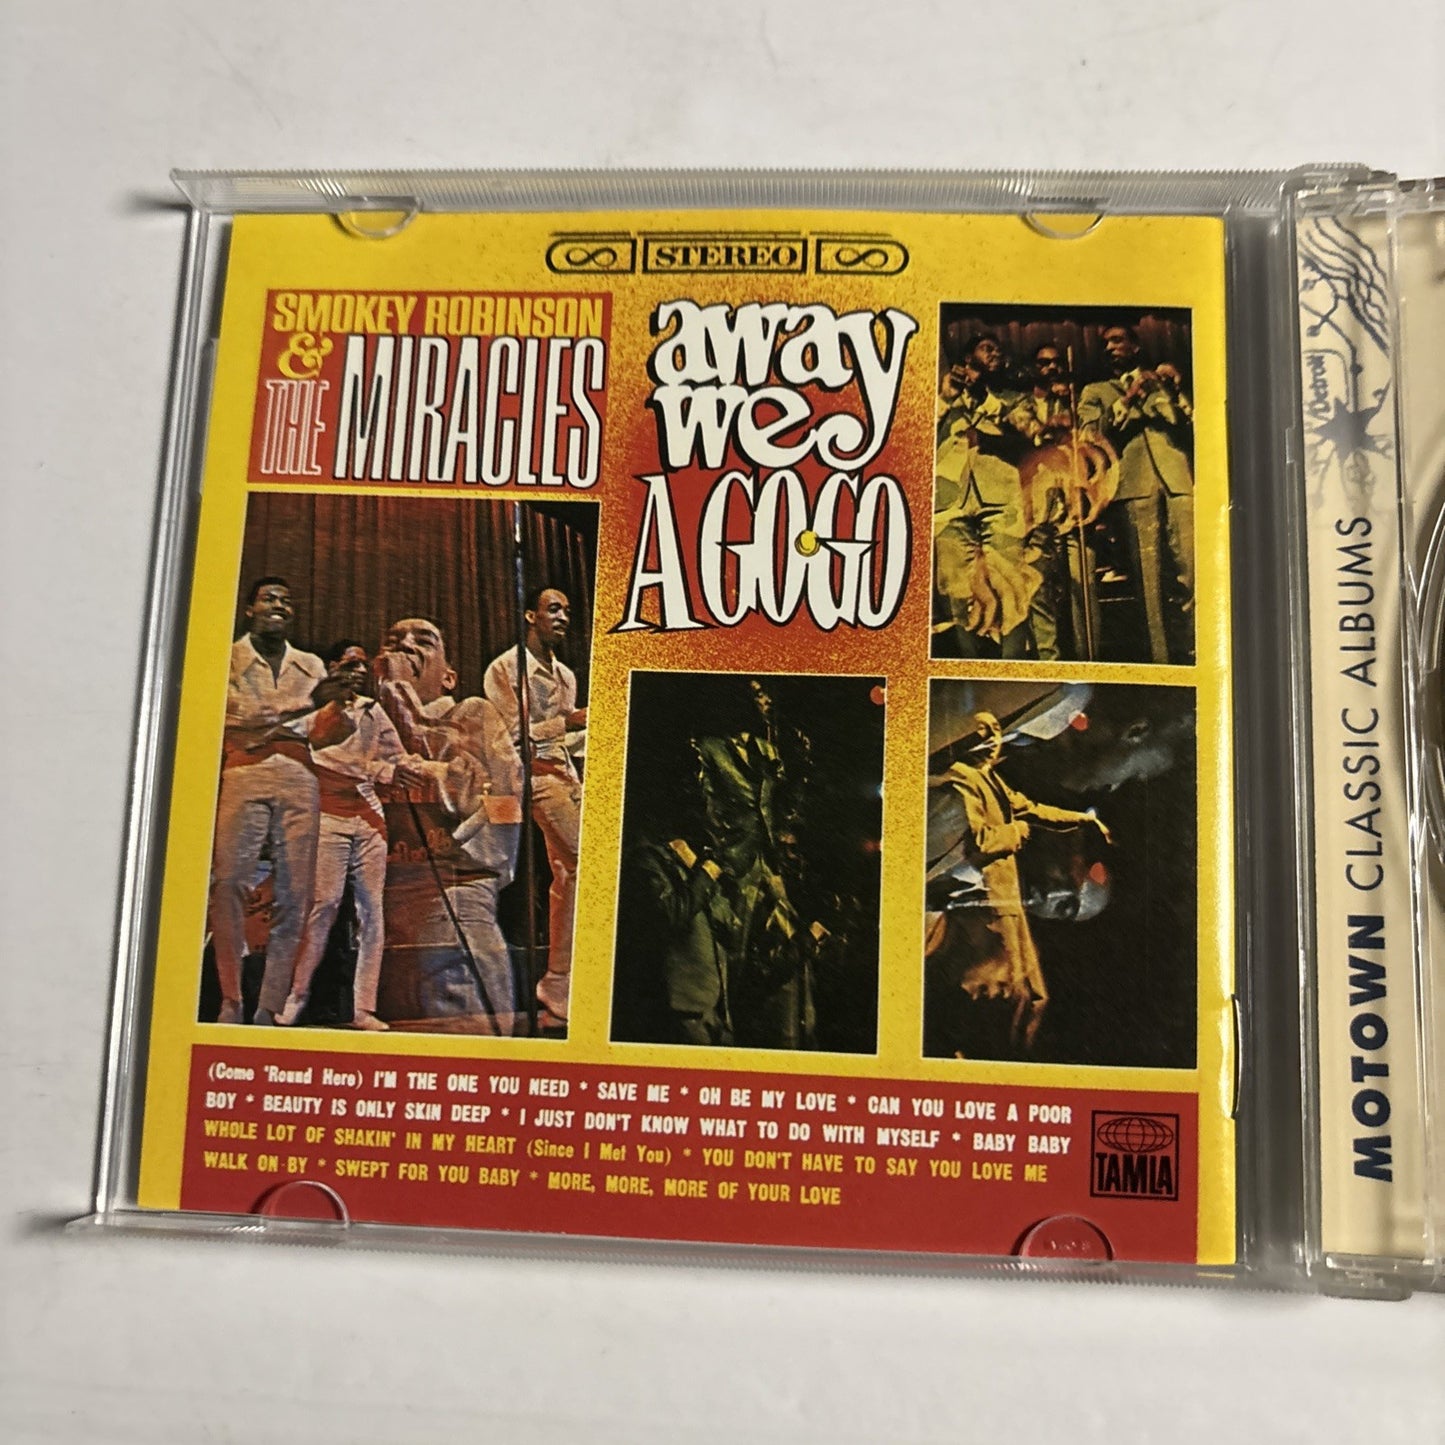 STEREO
SMOKEY ROBINSON
&
THE MIRACLES
away
we
A GO·GO
(Come 'Round Here) I'M THE ONE YOU NEED * SAVE ME * OH BE MY LOVE * CAN YOU LOVE A POOR
BOY * BEAUTY IS ONLY SKIN DEEP * I JUST DON'T KNOW WHAT TO DO WITH MYSELF * BABY BABY
WHOLE LOT OF SHAKIN' IN MY HEART (Since I Met You) * YOU DON'T HAVE TO SAY YOU LOVE ME
WALK ON-BY * SWEPT FOR YOU BABY * MORE, MORE, MORE OF YOUR LOVE
TAMLA
Detroit
MOTOWN CLASSIC ALBUMS